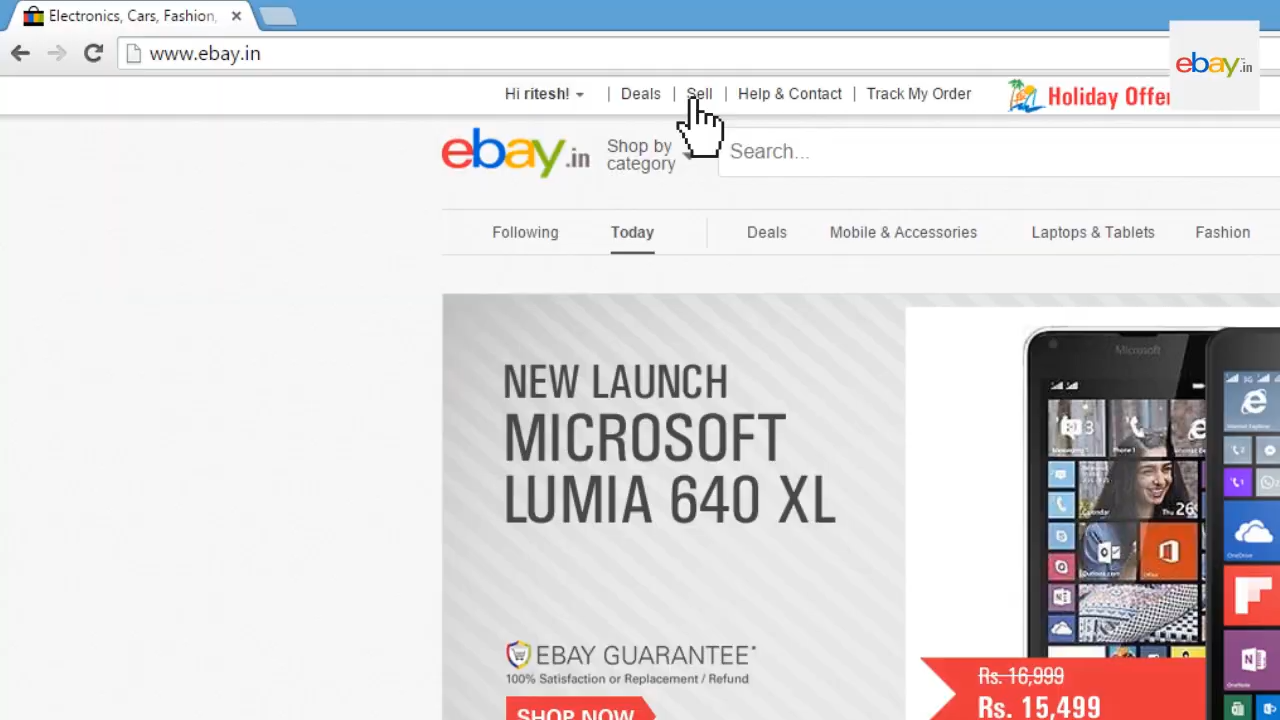 Electronics, Cars, Fashion,
www.ebay.in
ebay.in
Hi ritesh! | Deals | Sell | Help & Contact | Track My Order
Holiday Offer
ebay.in
Shop by
category
Search...
Following
Today
Deals
Mobile & Accessories
Laptops & Tablets
Fashion
NEW LAUNCH
MICROSOFT
LUMIA 640 XL
Microsoft
EBAY GUARANTEE*
100% Satisfaction or Replacement / Refund
SHOP NOW
Rs. 16,999
Rs. 15,499